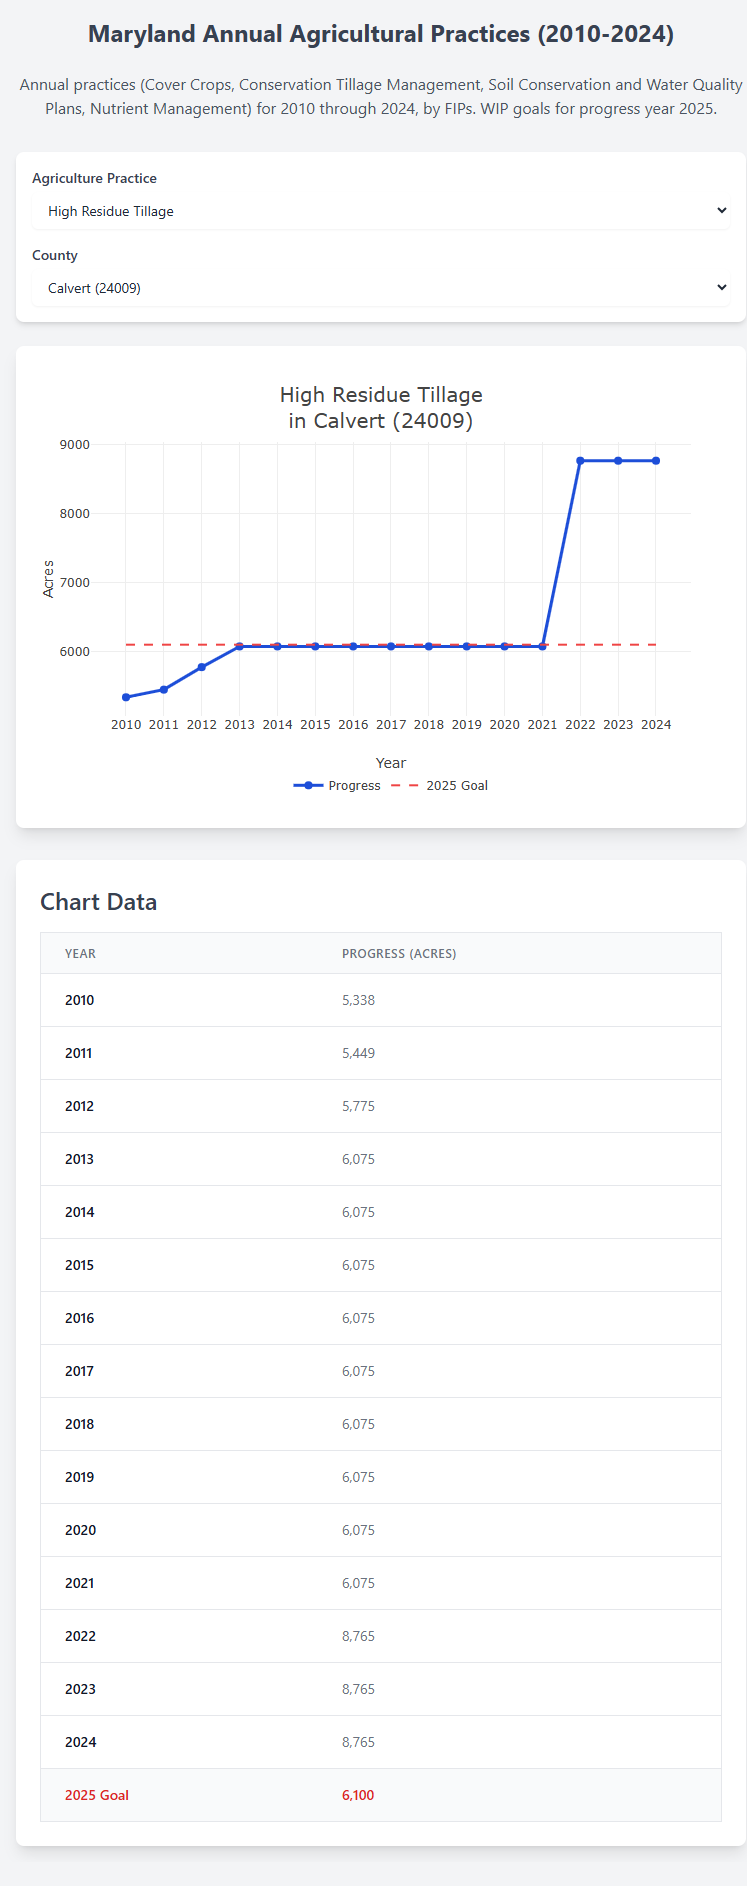 Maryland Annual Agricultural Practices (2010-2024)
Annual practices (Cover Crops, Conservation Tillage Management, Soil Conservation and Water Quality
Plans, Nutrient Management) for 2010 through 2024, by FIPs. WIP goals for progress year 2025.
Agriculture Practice
High Residue Tillage
County
Calvert (24009)
High Residue Tillage
in Calvert (24009)
9000
8000
7000
6000
Acres
2010 2011 2012 2013 2014 2015 2016 2017 2018 2019 2020 2021 2022 2023 2024
Year
Progress 2025 Goal
Chart Data
YEAR PROGRESS (ACRES)
2010 5,338
2011 5,449
2012 5,775
2013 6,075
2014 6,075
2015 6,075
2016 6,075
2017 6,075
2018 6,075
2019 6,075
2020 6,075
2021 6,075
2022 8,765
2023 8,765
2024 8,765
2025 Goal 6,100